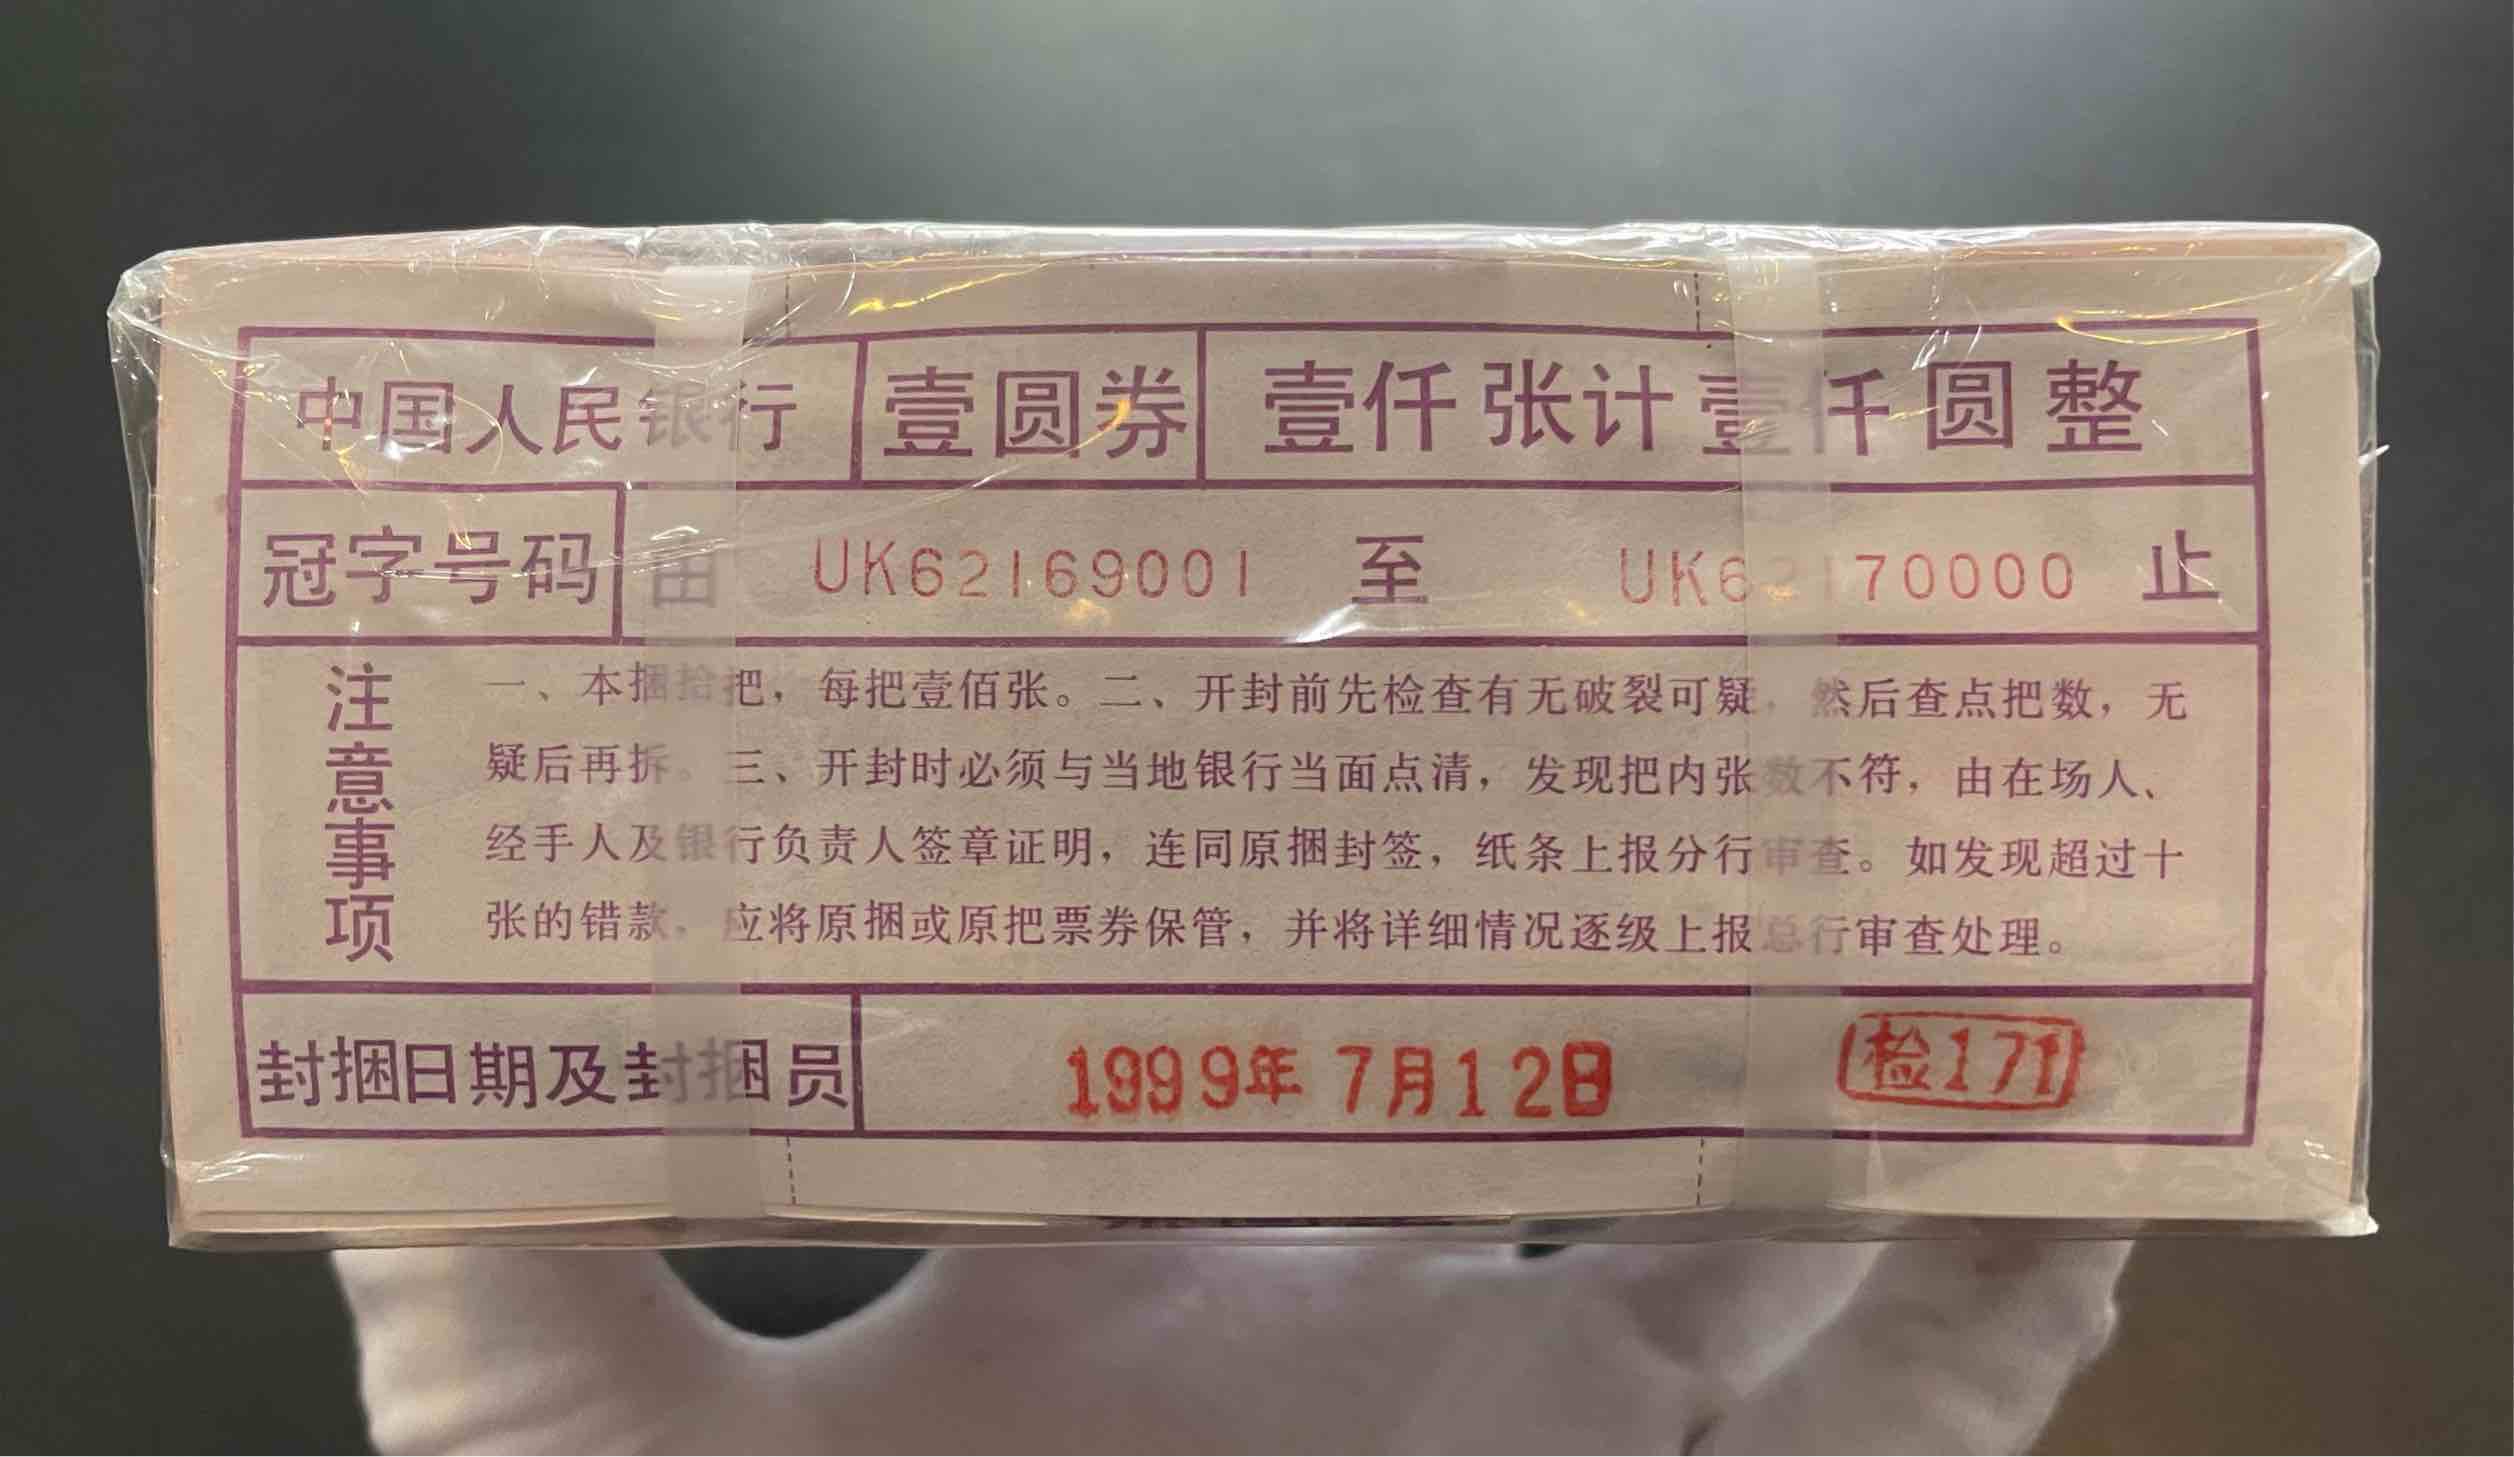 中国人民银行 壹圆券 壹仟张计壹仟圆整
冠字号码 由 UK62169001 至 UK62170000 止
注意事项
一、本捆拾把，每把壹佰张。二、开封前先检查有无破裂可疑，然后查点把数，无
疑后再拆。三、开封时必须与当地银行当面点清，发现把内张数不符，由在场人、
经手人及银行负责人签章证明，连同原捆封签，纸条上报分行审查。如发现超过十
张的错款，应将原捆或原把票券保管，并将详细情况逐级上报总行审查处理。
封捆日期及封捆员 1999年7月12日 检171